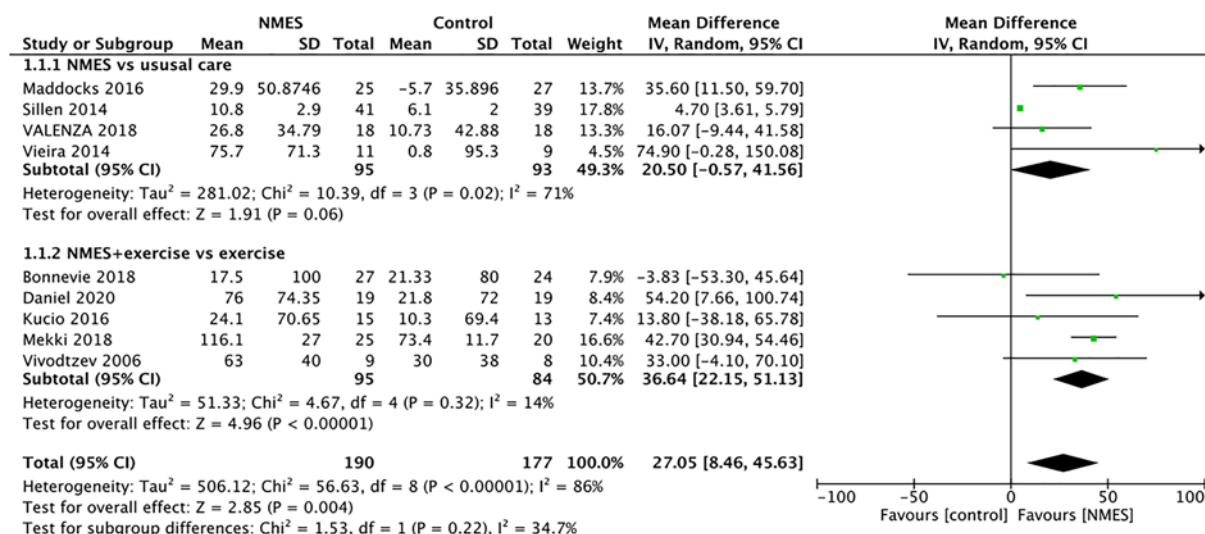 NMES Control Mean Difference Mean Difference
Study or Subgroup Mean SD Total Mean SD Total Weight IV, Random, 95% CI IV, Random, 95% CI
1.1.1 NMES vs ususal care
Maddocks 2016 29.9 50.8746 25 -5.7 35.896 27 13.7% 35.60 [11.50, 59.70]
Sillen 2014 10.8 2.9 41 6.1 2 39 17.8% 4.70 [3.61, 5.79]
VALENZA 2018 26.8 34.79 18 10.73 42.88 18 13.3% 16.07 [-9.44, 41.58]
Vieira 2014 75.7 71.3 11 0.8 95.3 9 4.5% 74.90 [-0.28, 150.08]
Subtotal (95% CI) 95 93 49.3% 20.50 [-0.57, 41.56]
Heterogeneity: Tau² = 281.02; Chi² = 10.39, df = 3 (P = 0.02); I² = 71%
Test for overall effect: Z = 1.91 (P = 0.06)
1.1.2 NMES+exercise vs exercise
Bonnevie 2018 17.5 100 27 21.33 80 24 7.9% -3.83 [-53.30, 45.64]
Daniel 2020 76 74.35 19 21.8 72 19 8.4% 54.20 [7.66, 100.74]
Kucio 2016 24.1 70.65 15 10.3 69.4 13 7.4% 13.80 [-38.18, 65.78]
Mekki 2018 116.1 27 25 73.4 11.7 20 16.6% 42.70 [30.94, 54.46]
Vivodtzev 2006 63 40 9 30 38 8 10.4% 33.00 [-4.10, 70.10]
Subtotal (95% CI) 95 84 50.7% 36.64 [22.15, 51.13]
Heterogeneity: Tau² = 51.33; Chi² = 4.67, df = 4 (P = 0.32); I² = 14%
Test for overall effect: Z = 4.96 (P < 0.00001)
Total (95% CI) 190 177 100.0% 27.05 [8.46, 45.63]
Heterogeneity: Tau² = 506.12; Chi² = 56.63, df = 8 (P < 0.00001); I² = 86%
Test for overall effect: Z = 2.85 (P = 0.004)
Test for subgroup differences: Chi² = 1.53, df = 1 (P = 0.22), I² = 34.7%
-100 -50 0 50 100
Favours [control] Favours [NMES]